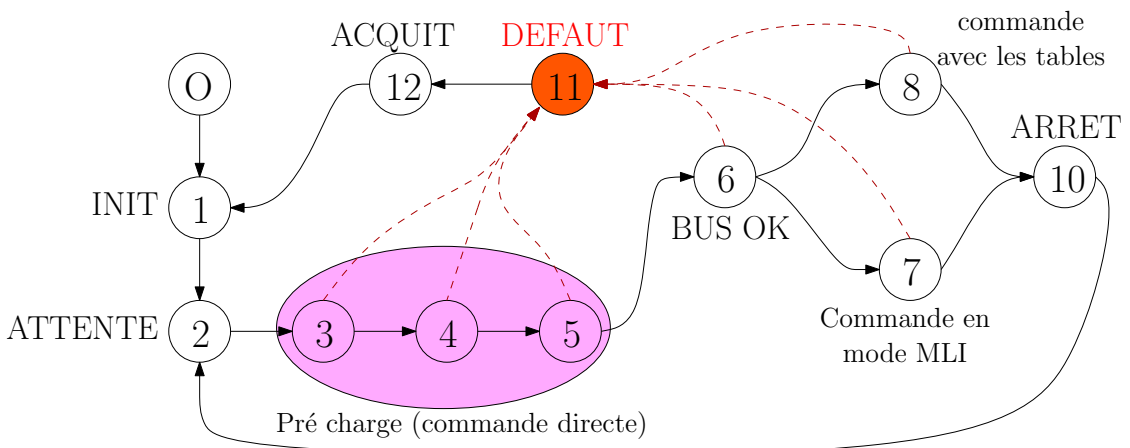 commande
avec les tables
ACQUIT
DEFAUT
O
12
11
8
ARRET
INIT
1
6
10
BUS OK
7
ATTENTE
2
3
4
5
Commande en
mode MLI
Pré charge (commande directe)